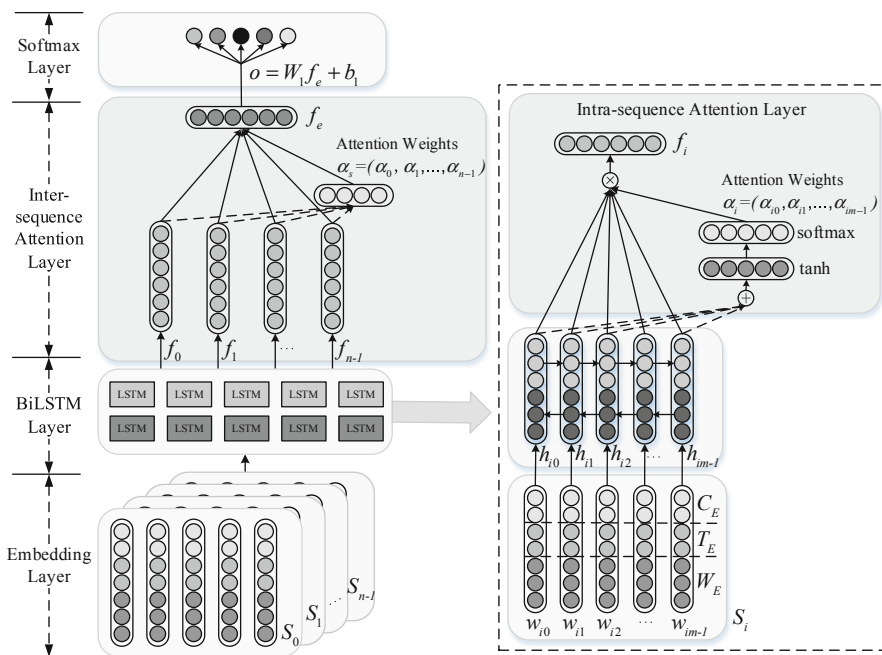 Softmax
Layer
o = W₁fₑ + b₁
Inter-
sequence
Attention
Layer
fₑ
Attention Weights
αₛ=(α₀, α₁,...,αₙ₋₁)
f₀ f₁ ... fₙ₋₁
BiLSTM
Layer
LSTM LSTM LSTM LSTM LSTM
LSTM LSTM LSTM LSTM LSTM
Embedding
Layer
S₀ S₁ ... Sₙ₋₁
Intra-sequence Attention Layer
fᵢ
×
Attention Weights
αᵢ=(αᵢ₀,αᵢ₁,...,αᵢₘ₋₁)
softmax
tanh
+
hᵢ₀ hᵢ₁ hᵢ₂ ... hᵢₘ₋₁
C_E
T_E
W_E
wᵢ₀ wᵢ₁ wᵢ₂ ... wᵢₘ₋₁
Sᵢ